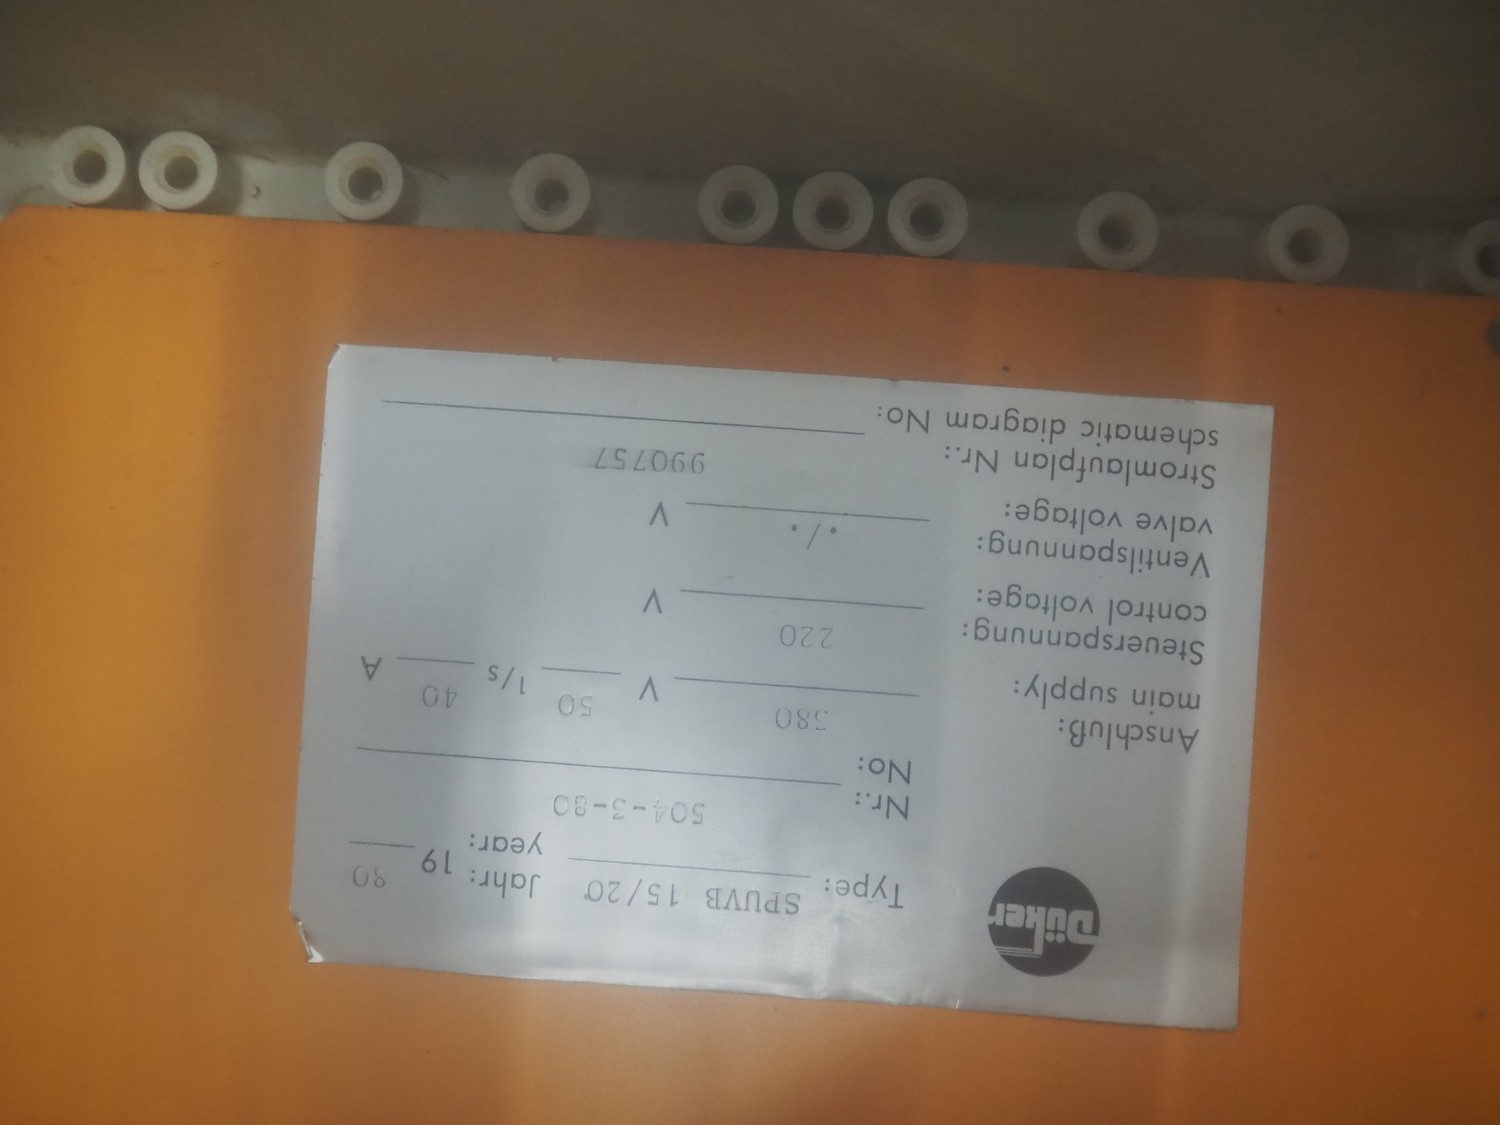 Düker
Type: SPUVB 15/20 Jahr: 19 80
year:
Nr.: 504-3-80
No:
Anschluß: 380 V 50 1/s 40 A
main supply:
Steuerspannung: 220 V
control voltage:
Ventilspannung: ./. V
valve voltage:
Stromlaufplan Nr.: 990757
schematic diagram No: